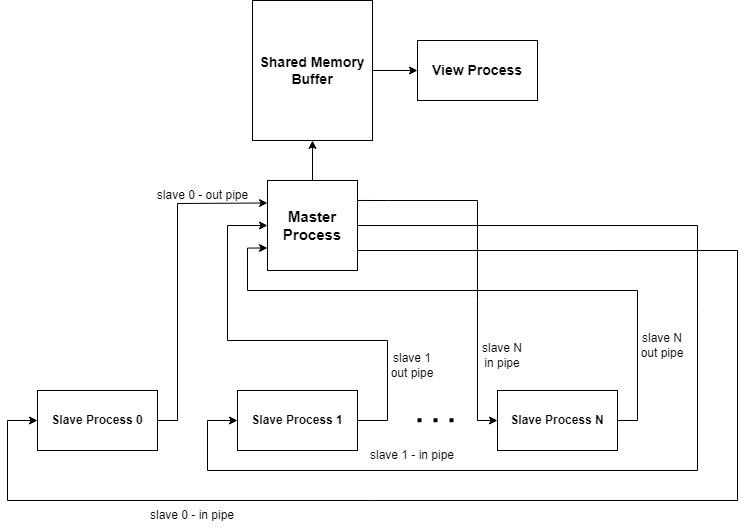 Shared Memory
Buffer
View Process
slave 0 - out pipe
Master
Process
slave N
out pipe
slave N
in pipe
slave 1
out pipe
Slave Process 0
Slave Process 1
. . .
Slave Process N
slave 1 - in pipe
slave 0 - in pipe